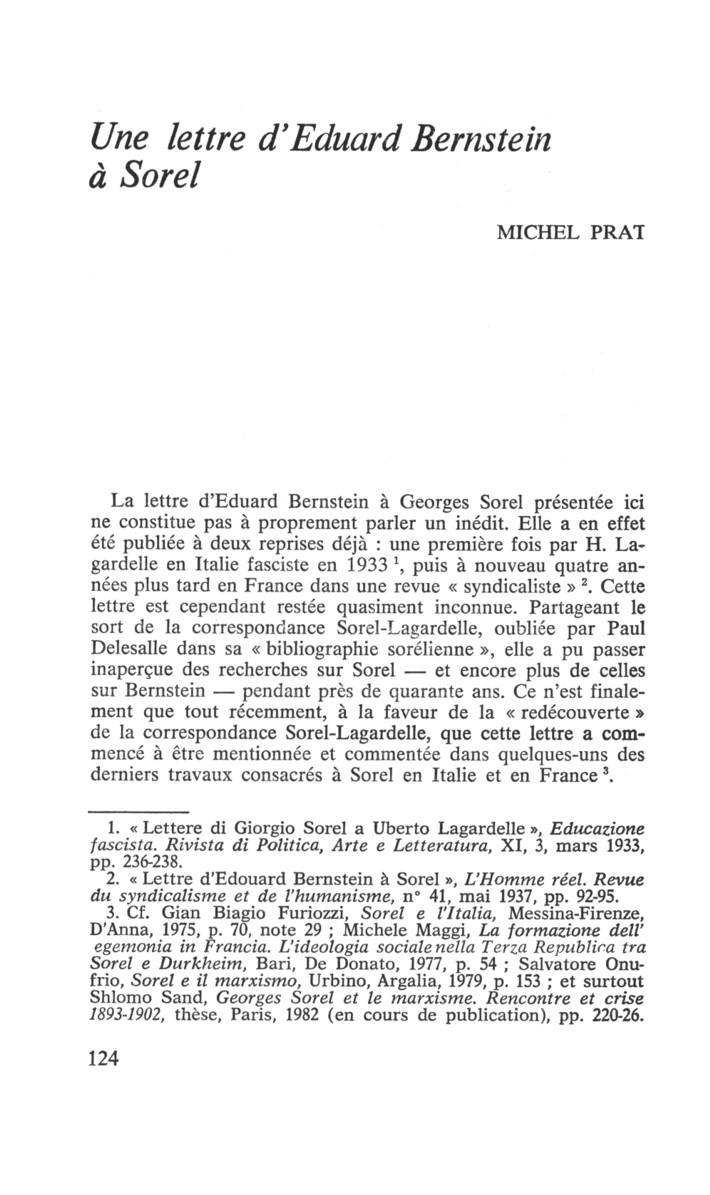 Une lettre d'Eduard Bernstein
à Sorel
MICHEL PRAT
La lettre d'Eduard Bernstein à Georges Sorel présentée ici
ne constitue pas à proprement parler un inédit. Elle a en effet
été publiée à deux reprises déjà : une première fois par H. La-
gardelle en Italie fasciste en 1933 ¹, puis à nouveau quatre an-
nées plus tard en France dans une revue « syndicaliste » ². Cette
lettre est cependant restée quasiment inconnue. Partageant le
sort de la correspondance Sorel-Lagardelle, oubliée par Paul
Delesalle dans sa « bibliographie sorélienne », elle a pu passer
inaperçue des recherches sur Sorel — et encore plus de celles
sur Bernstein — pendant près de quarante ans. Ce n'est finale-
ment que tout récemment, à la faveur de la « redécouverte »
de la correspondance Sorel-Lagardelle, que cette lettre a com-
mencé à être mentionnée et commentée dans quelques-uns des
derniers travaux consacrés à Sorel en Italie et en France ³.
1. « Lettere di Giorgio Sorel a Uberto Lagardelle », Educazione
fascista. Rivista di Politica, Arte e Letteratura, XI, 3, mars 1933,
pp. 236-238.
2. « Lettre d'Edouard Bernstein à Sorel », L'Homme réel. Revue
du syndicalisme et de l'humanisme, n° 41, mai 1937, pp. 92-95.
3. Cf. Gian Biagio Furiozzi, Sorel e l'Italia, Messina-Firenze,
D'Anna, 1975, p. 70, note 29 ; Michele Maggi, La formazione dell'
egemonia in Francia. L'ideologia sociale nella Terza Republica tra
Sorel e Durkheim, Bari, De Donato, 1977, p. 54 ; Salvatore Onu-
frio, Sorel e il marxismo, Urbino, Argalia, 1979, p. 153 ; et surtout
Shlomo Sand, Georges Sorel et le marxisme. Rencontre et crise
1893-1902, thèse, Paris, 1982 (en cours de publication), pp. 220-26.
124